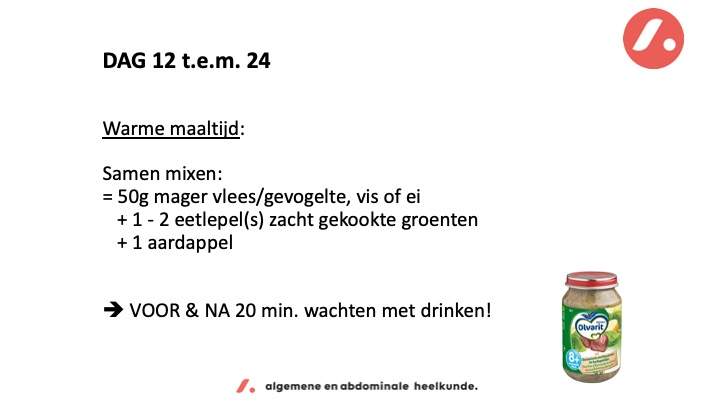 DAG 12 t.e.m. 24
Warme maaltijd:
Samen mixen:
= 50g mager vlees/gevogelte, vis of ei
+ 1 - 2 eetlepel(s) zacht gekookte groenten
+ 1 aardappel
➔ VOOR & NA 20 min. wachten met drinken!
Olvarit
8+
algemene en abdominale heelkunde.